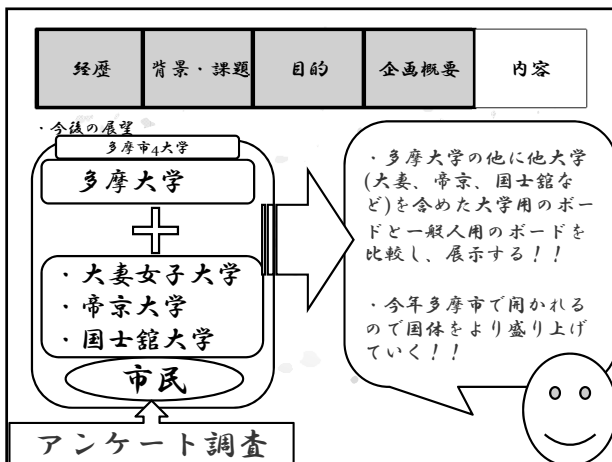 経歴
背景・課題
目的
企画概要
内容
・今後の展望
多摩市4大学
多摩大学
・大妻女子大学
・帝京大学
・国士舘大学
市民
アンケート調査
・多摩大学の他に他大学
(大妻、帝京、国士舘な
ど)を含めた大学用のボー
ドと一般人用のボードを
比較し、展示する！！
・今年多摩市で開かれる
ので国体をより盛り上げ
ていく！！